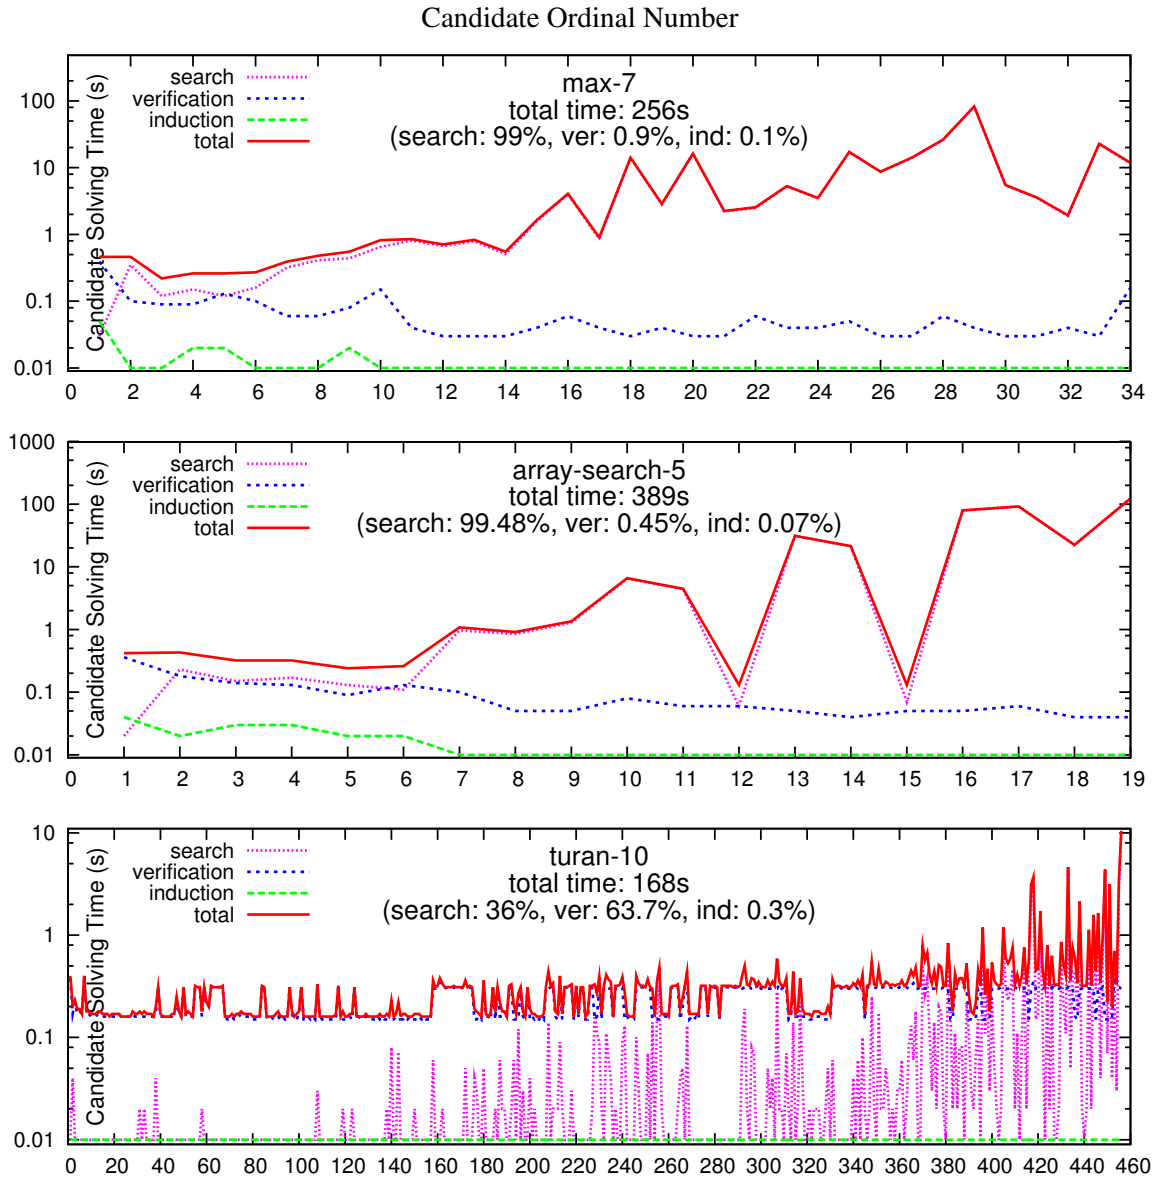 Candidate Ordinal Number
Candidate Solving Time (s)
search
verification
induction
total
max-7
total time: 256s
(search: 99%, ver: 0.9%, ind: 0.1%)
100
10
1
0.1
0.01
0 2 4 6 8 10 12 14 16 18 20 22 24 26 28 30 32 34
Candidate Solving Time (s)
search
verification
induction
total
array-search-5
total time: 389s
(search: 99.48%, ver: 0.45%, ind: 0.07%)
1000
100
10
1
0.1
0.01
0 1 2 3 4 5 6 7 8 9 10 11 12 13 14 15 16 17 18 19
Candidate Solving Time (s)
search
verification
induction
total
turan-10
total time: 168s
(search: 36%, ver: 63.7%, ind: 0.3%)
10
1
0.1
0.01
0 20 40 60 80 100 120 140 160 180 200 220 240 260 280 300 320 340 360 380 400 420 440 460